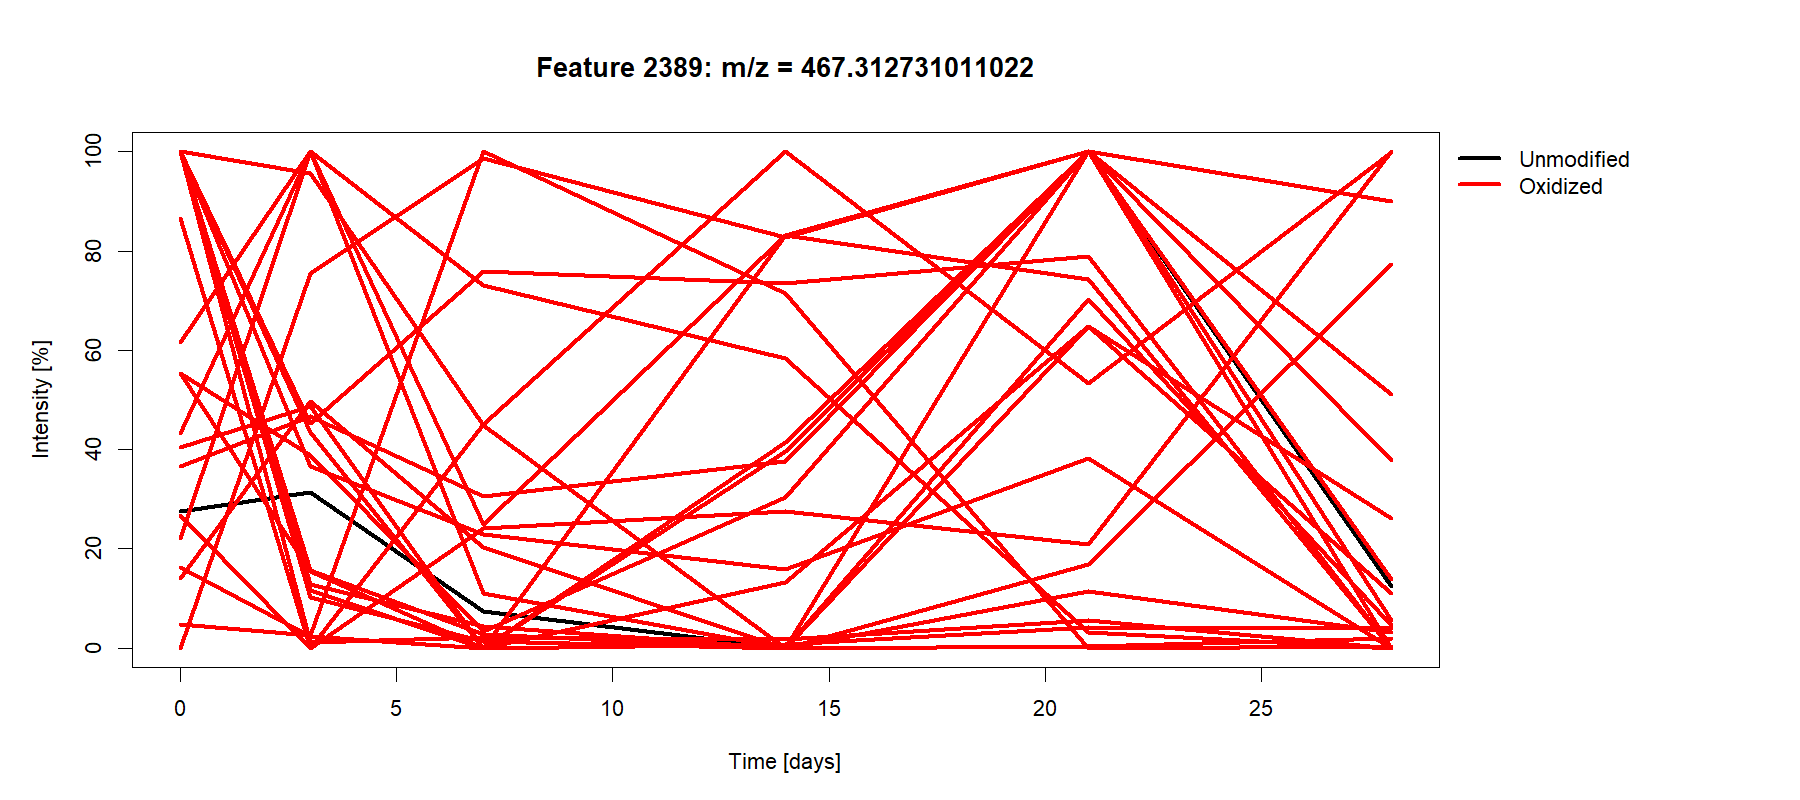 Feature 2389: m/z = 467.312731011022
Unmodified
Oxidized
Intensity [%]
100
80
60
40
20
0
0 5 10 15 20 25
Time [days]